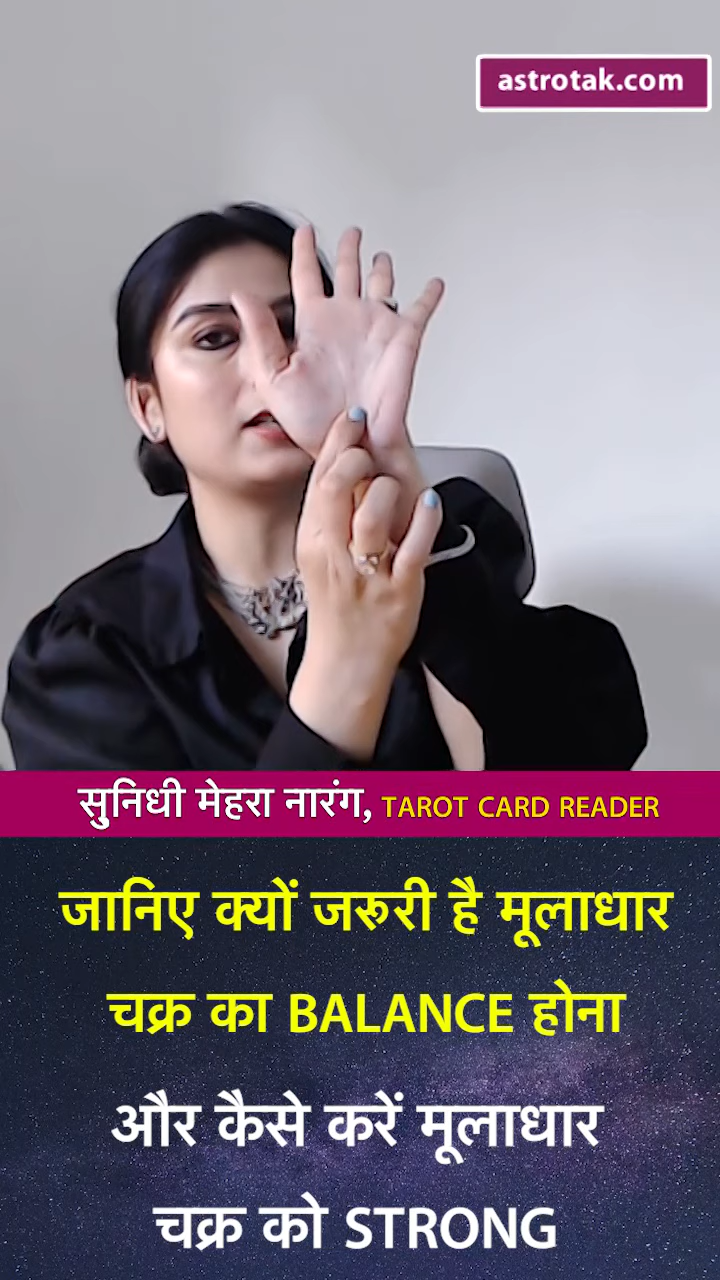 astrotak.com
सुनिधी मेहरा नारंग, TAROT CARD READER
जानिए क्यों जरूरी है मूलाधार
चक्र का BALANCE होना
और कैसे करें मूलाधार
चक्र को STRONG